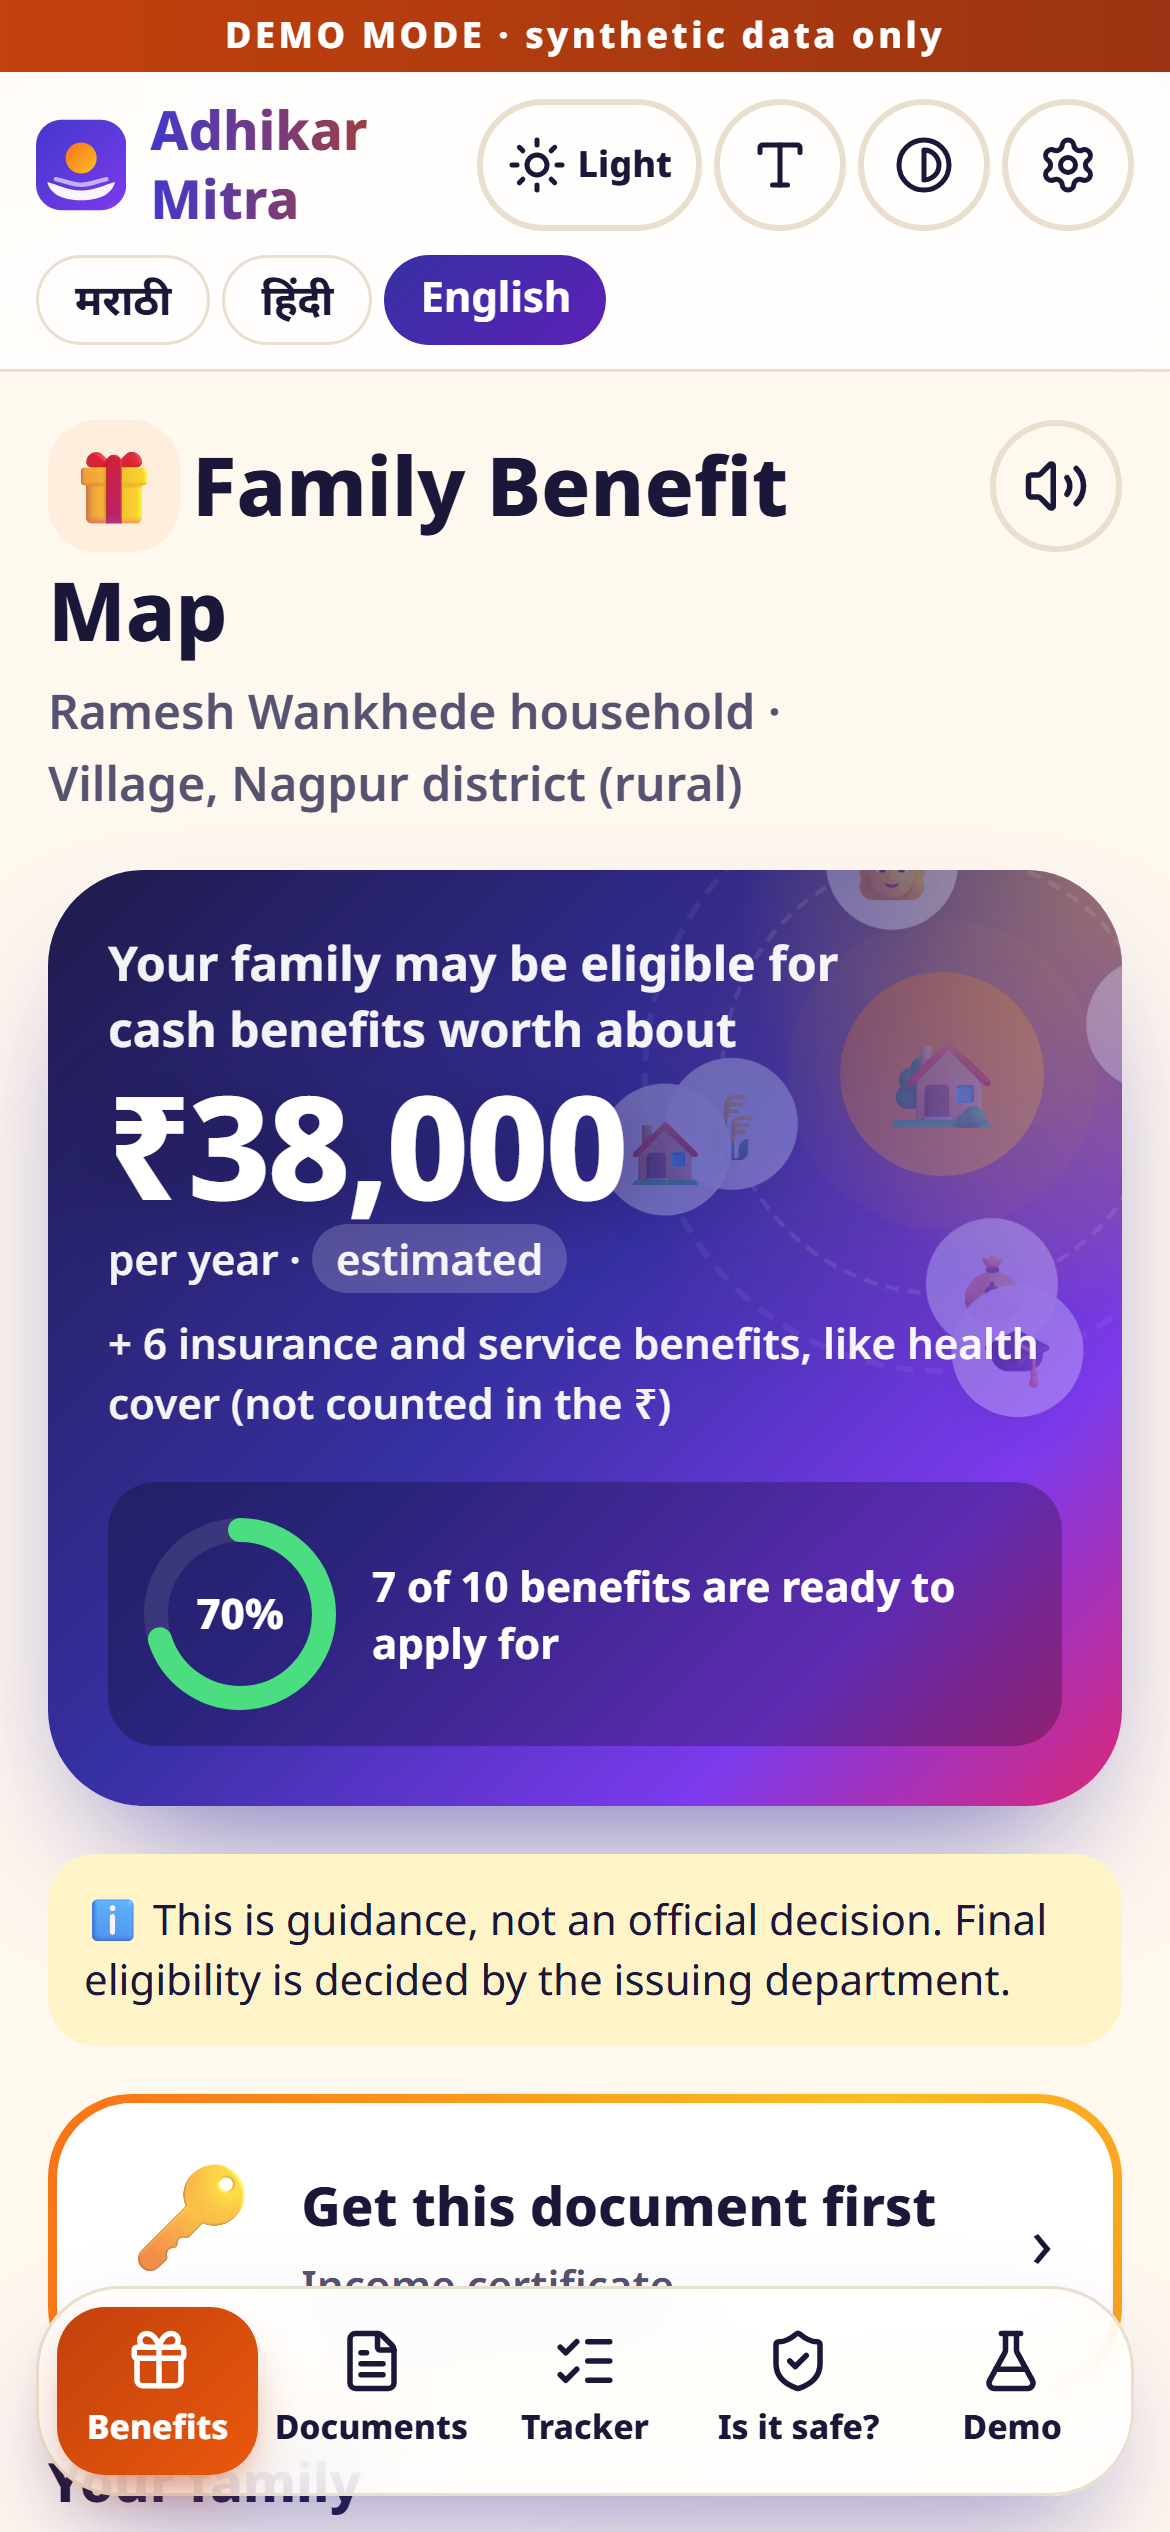 DEMO MODE · synthetic data only
Adhikar
Mitra
Light
मराठी
हिंदी
English
Family Benefit
Map
Ramesh Wankhede household ·
Village, Nagpur district (rural)
Your family may be eligible for
cash benefits worth about
₹38,000
per year · estimated
+ 6 insurance and service benefits, like health
cover (not counted in the ₹)
70%
7 of 10 benefits are ready to
apply for
This is guidance, not an official decision. Final
eligibility is decided by the issuing department.
Get this document first
Income certificate
Benefits
Documents
Tracker
Is it safe?
Demo
Your family